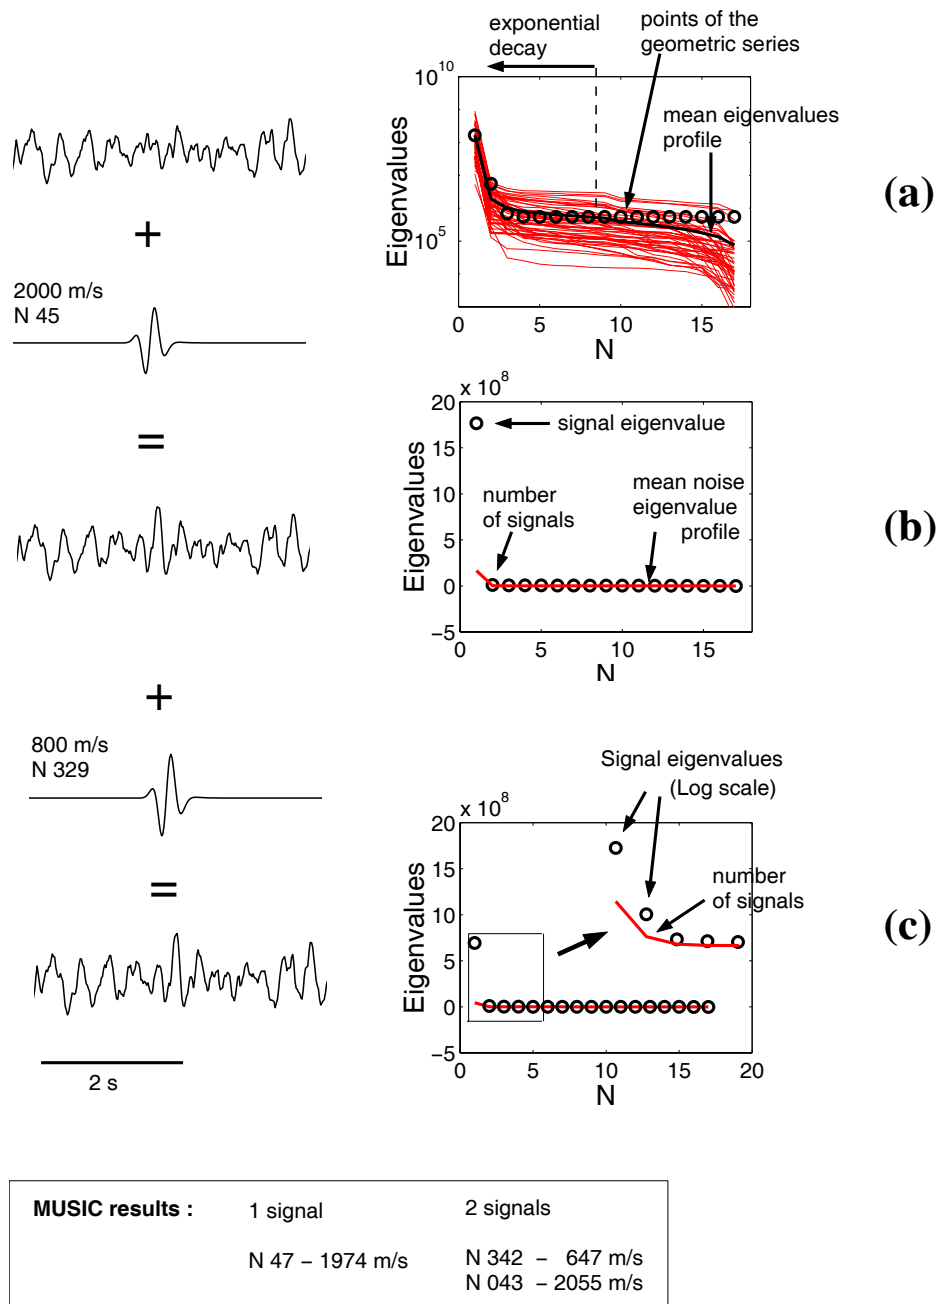 exponential
decay
points of the
geometric series
10^10
mean eigenvalues
profile
10^5
Eigenvalues
0 5 10 15
N
(a)
+
2000 m/s
N 45
=
x 10^8
20
15
10
5
0
−5
Eigenvalues
signal eigenvalue
number
of signals
mean noise
eigenvalue
profile
0 5 10 15
N
(b)
+
800 m/s
N 329
=
Signal eigenvalues
(Log scale)
x 10^8
20
15
10
5
0
−5
Eigenvalues
number
of signals
0 5 10 15 20
N
(c)
2 s
MUSIC results : 1 signal 2 signals
N 47 − 1974 m/s N 342 − 647 m/s
N 043 − 2055 m/s